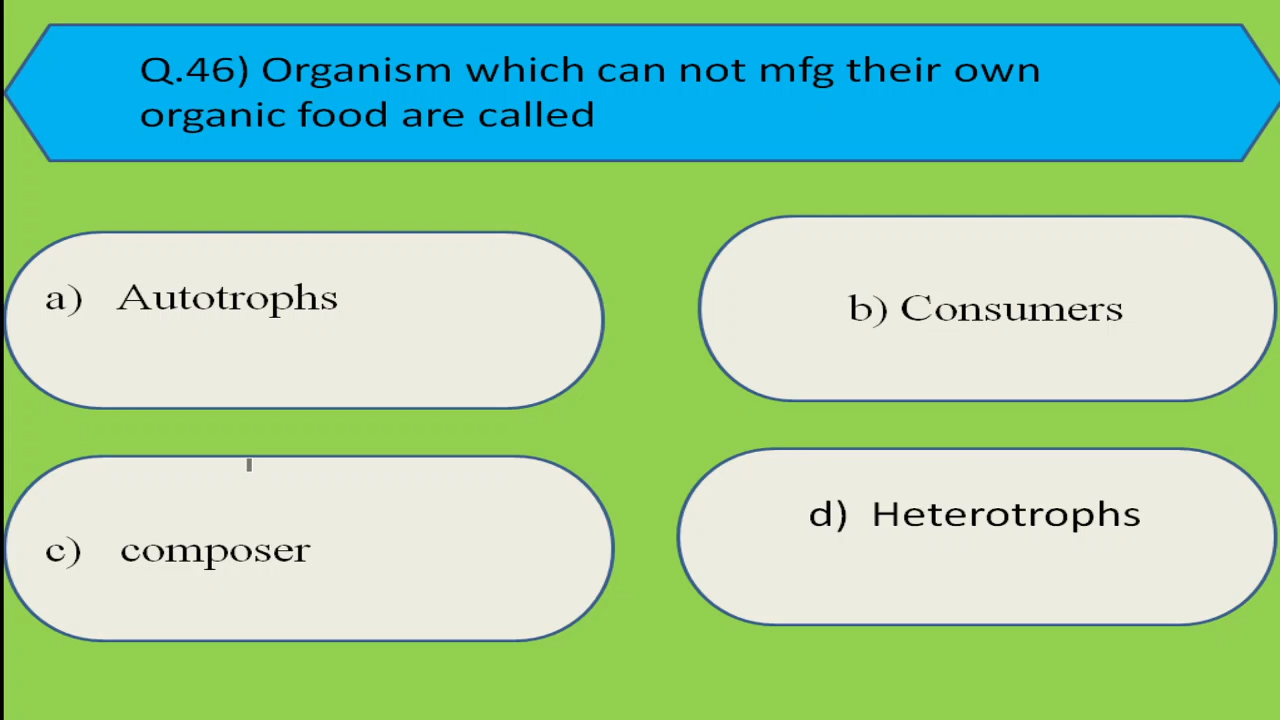 Q.46) Organism which can not mfg their own
organic food are called
a) Autotrophs
b) Consumers
c) composer
d) Heterotrophs